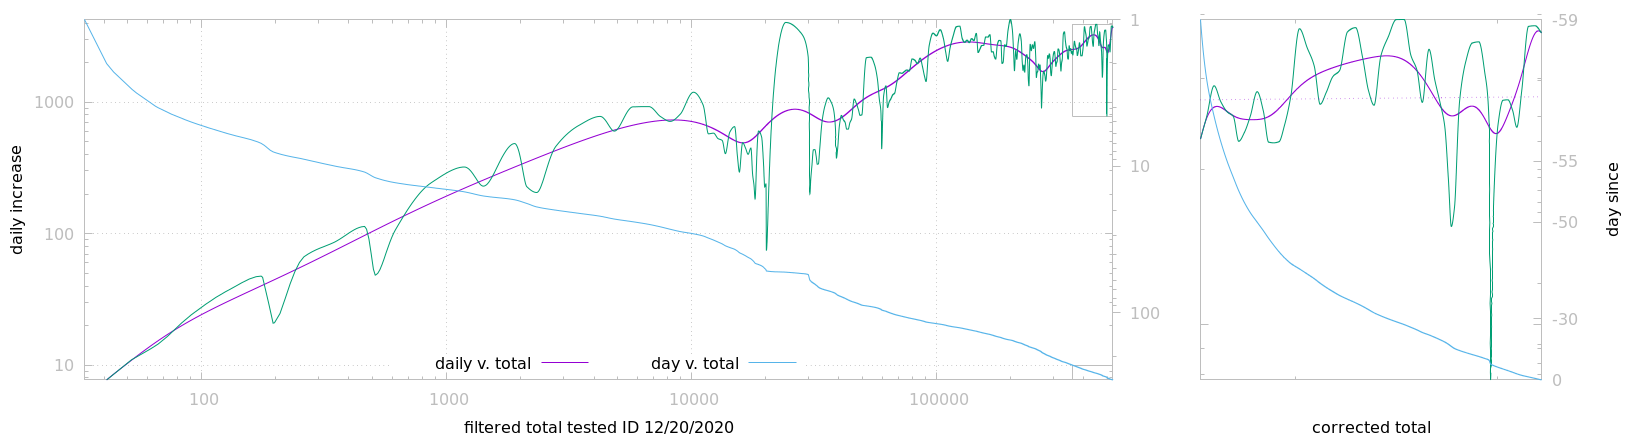 daily increase
1000
100
10
100
1000
10000
100000
filtered total tested ID 12/20/2020
daily v. total
day v. total
1
10
100
-59
-55
-50
-30
0
day since
corrected total